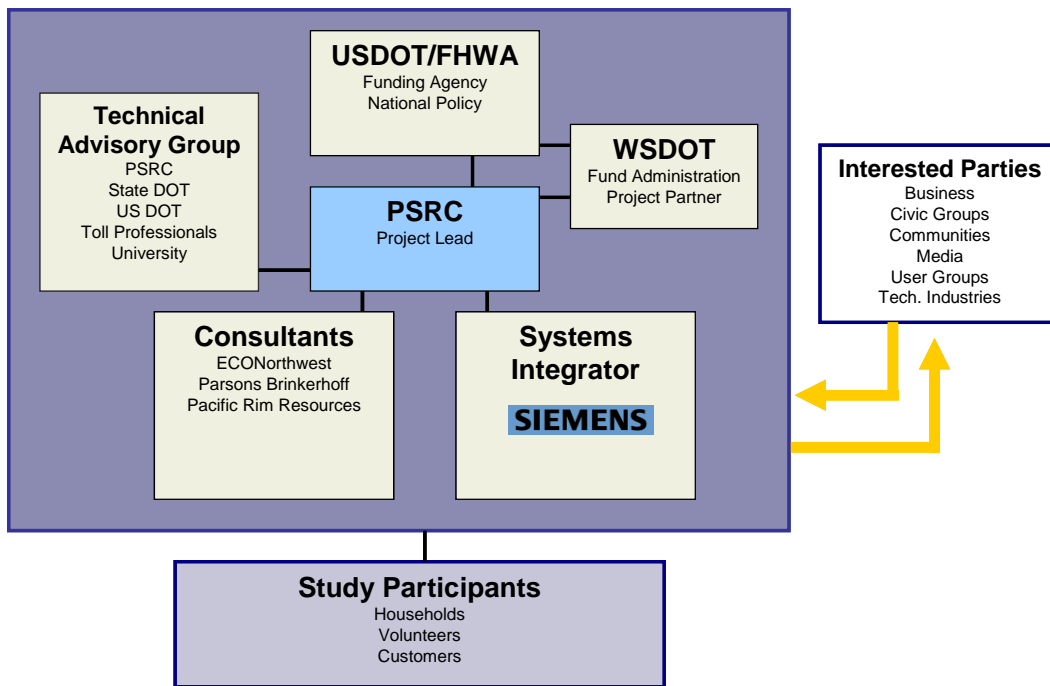 USDOT/FHWA
Funding Agency
National Policy
Technical
Advisory Group
PSRC
State DOT
US DOT
Toll Professionals
University
WSDOT
Fund Administration
Project Partner
PSRC
Project Lead
Interested Parties
Business
Civic Groups
Communities
Media
User Groups
Tech. Industries
Consultants
ECONorthwest
Parsons Brinkerhoff
Pacific Rim Resources
Systems
Integrator
SIEMENS
Study Participants
Households
Volunteers
Customers